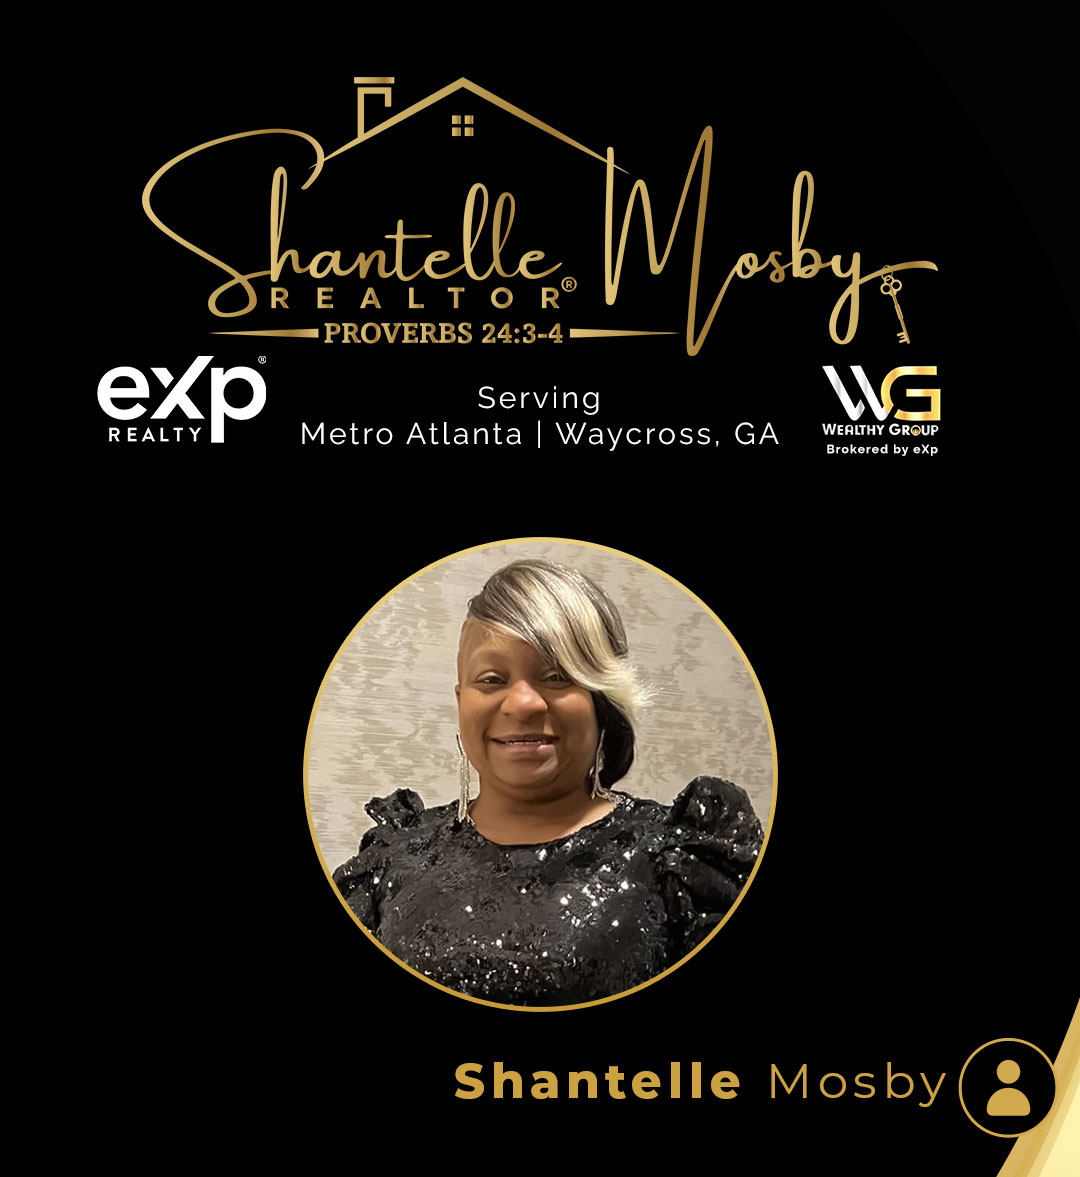 Shantelle Mosby
REALTOR®
PROVERBS 24:3-4
eXp®
REALTY
Serving
Metro Atlanta | Waycross, GA
WG
WEALTHY GROUP
Brokered by eXp
Shantelle Mosby